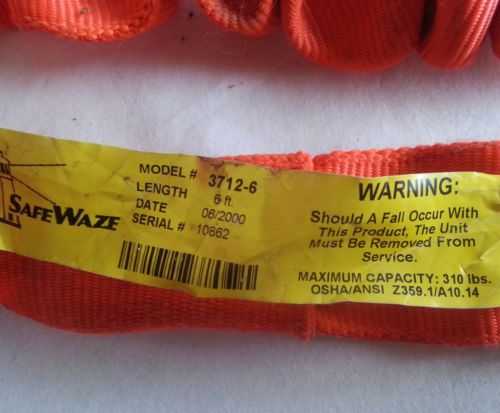 SAFEWAZE
MODEL # 3712-6
LENGTH 6 ft.
DATE 06/2000
SERIAL # 10662
WARNING:
Should A Fall Occur With
This Product, The Unit
Must Be Removed From
Service.
MAXIMUM CAPACITY: 310 lbs.
OSHA/ANSI Z359.1/A10.14